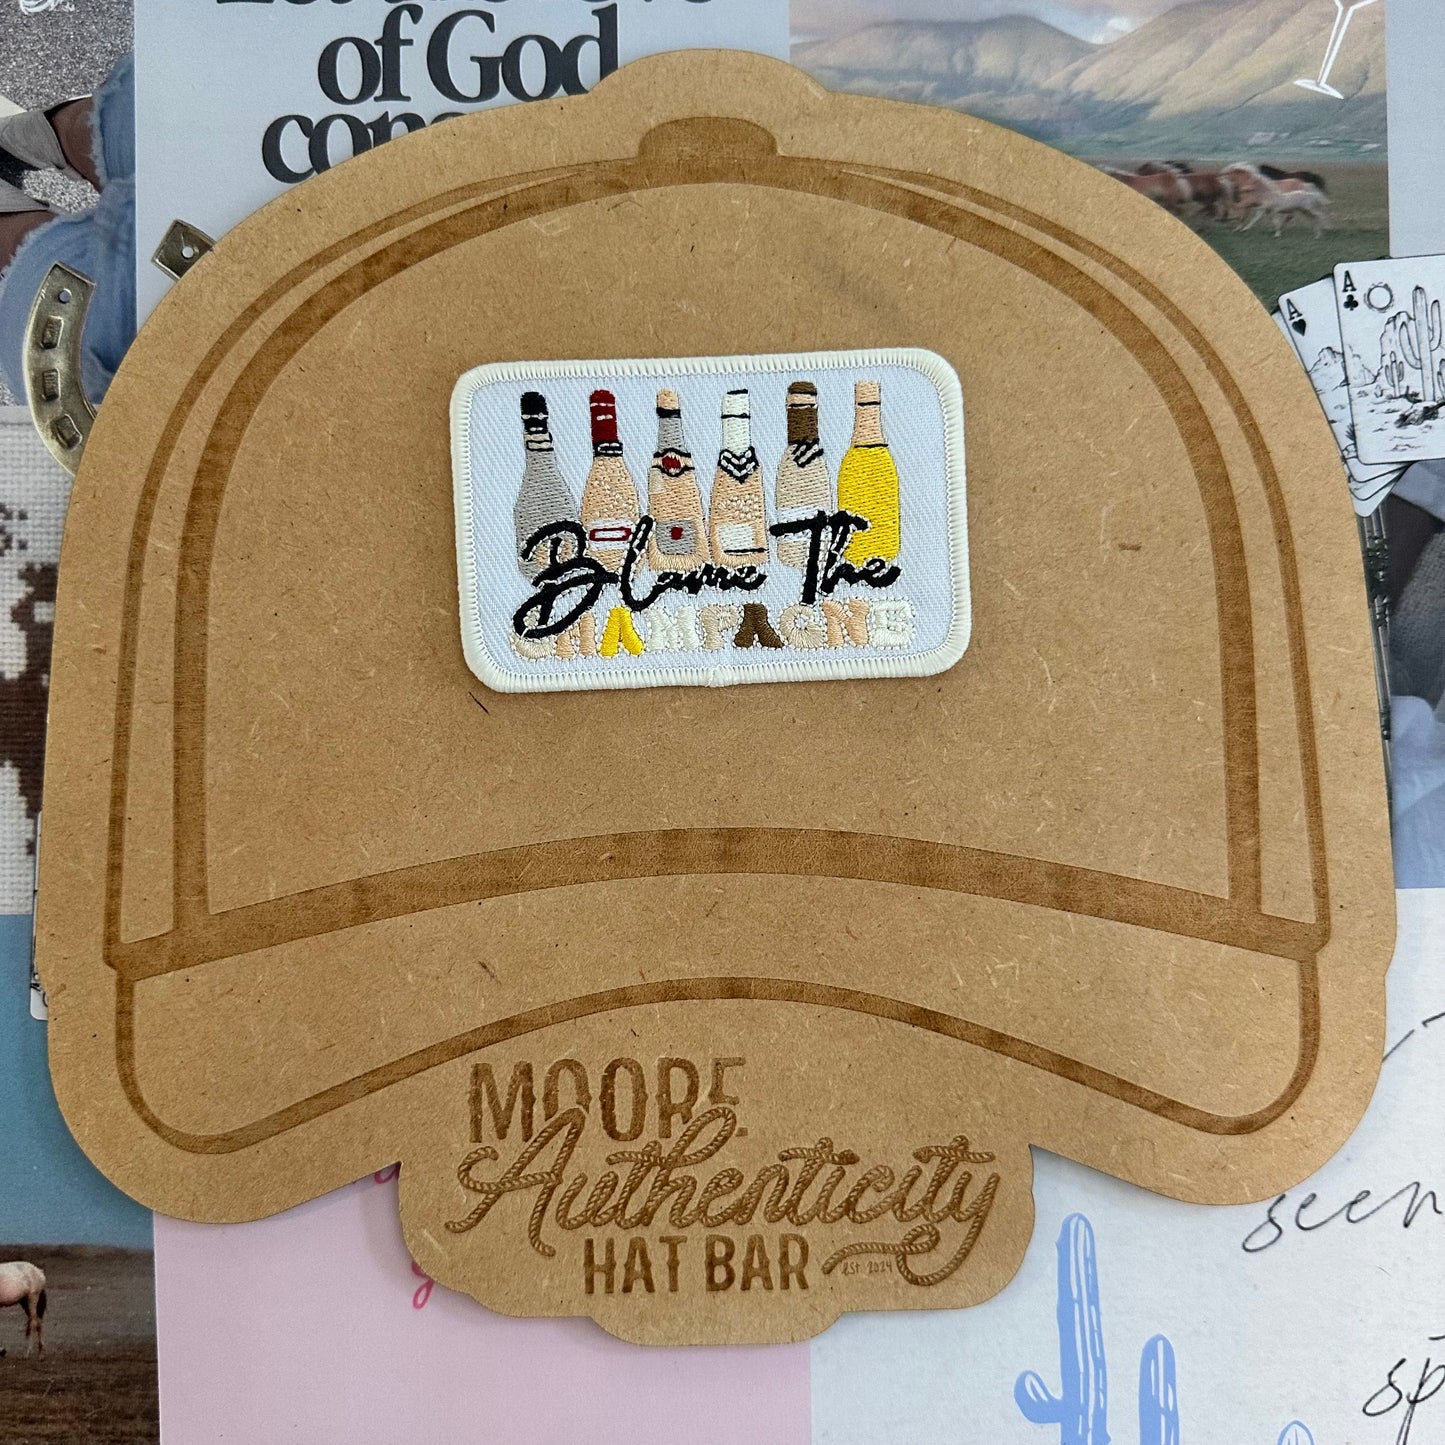 of God
A
A
Blame The
CHAMPAGNE
MOORE
Authenticity
HAT BAR
EST 2024